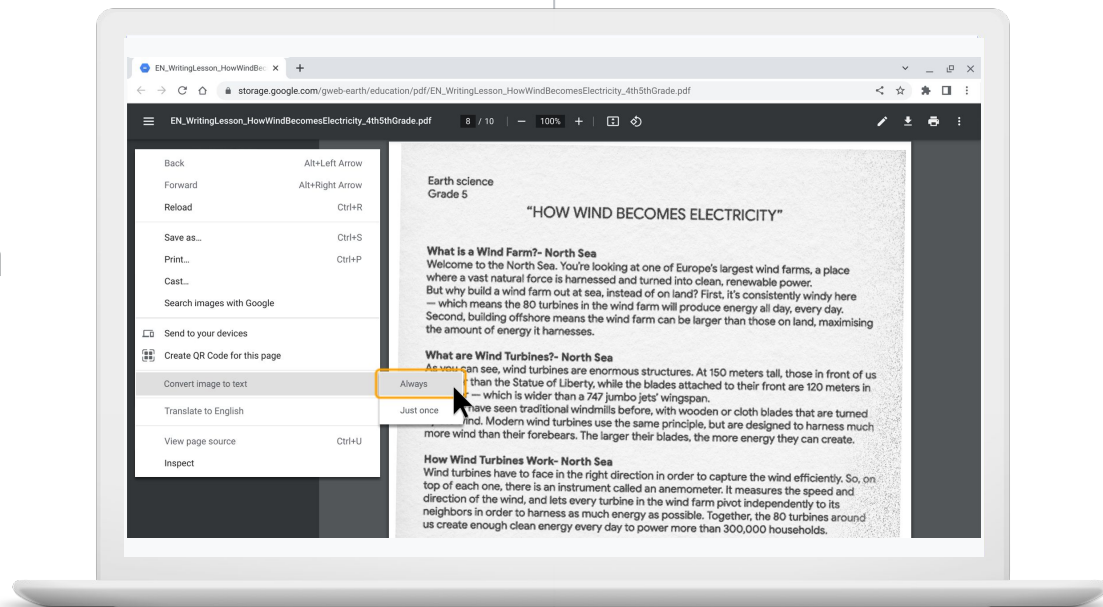 EN_WritingLesson_HowWindBec
storage.google.com/gweb-earth/education/pdf/EN_WritingLesson_HowWindBecomesElectricity_4th5thGrade.pdf
EN_WritingLesson_HowWindBecomesElectricity_4th5thGrade.pdf 8 / 10 100%
Back Alt+Left Arrow
Forward Alt+Right Arrow
Reload Ctrl+R
Save as... Ctrl+S
Print... Ctrl+P
Cast...
Search images with Google
Send to your devices
Create QR Code for this page
Convert image to text
Translate to English
View page source Ctrl+U
Inspect
Always
Just once
Earth science
Grade 5
“HOW WIND BECOMES ELECTRICITY”
What is a Wind Farm?- North Sea
Welcome to the North Sea. You're looking at one of Europe's largest wind farms, a place
where a vast natural force is harnessed and turned into clean, renewable power.
But why build a wind farm out at sea, instead of on land? First, it's consistently windy here
— which means the 80 turbines in the wind farm will produce energy all day, every day.
Second, building offshore means the wind farm can be larger than those on land, maximising
the amount of energy it harnesses.
What are Wind Turbines?- North Sea
As you can see, wind turbines are enormous structures. At 150 meters tall, those in front of us
than the Statue of Liberty, while the blades attached to their front are 120 meters in
— which is wider than a 747 jumbo jets' wingspan.
have seen traditional windmills before, with wooden or cloth blades that are turned
wind. Modern wind turbines use the same principle, but are designed to harness much
more wind than their forebears. The larger their blades, the more energy they can create.
How Wind Turbines Work- North Sea
Wind turbines have to face in the right direction in order to capture the wind efficiently. So, on
top of each one, there is an instrument called an anemometer. It measures the speed and
direction of the wind, and lets every turbine in the wind farm pivot independently to its
neighbors in order to harness as much energy as possible. Together, the 80 turbines around
us create enough clean energy every day to power more than 300,000 households.